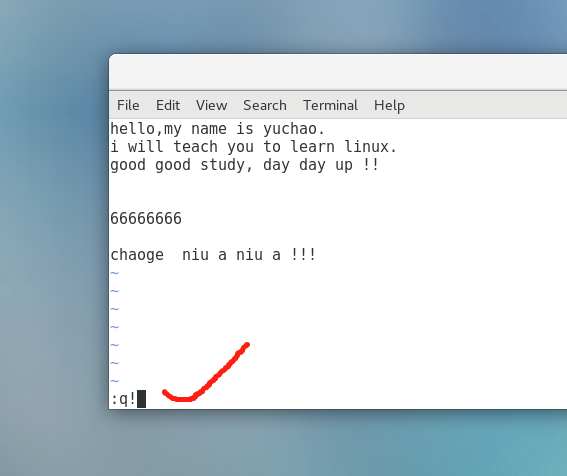 File Edit View Search Terminal Help
hello,my name is yuchao.
i will teach you to learn linux.
good good study, day day up !!
66666666
chaoge  niu a niu a !!!
~
~
~
~
~
~
~
:q!